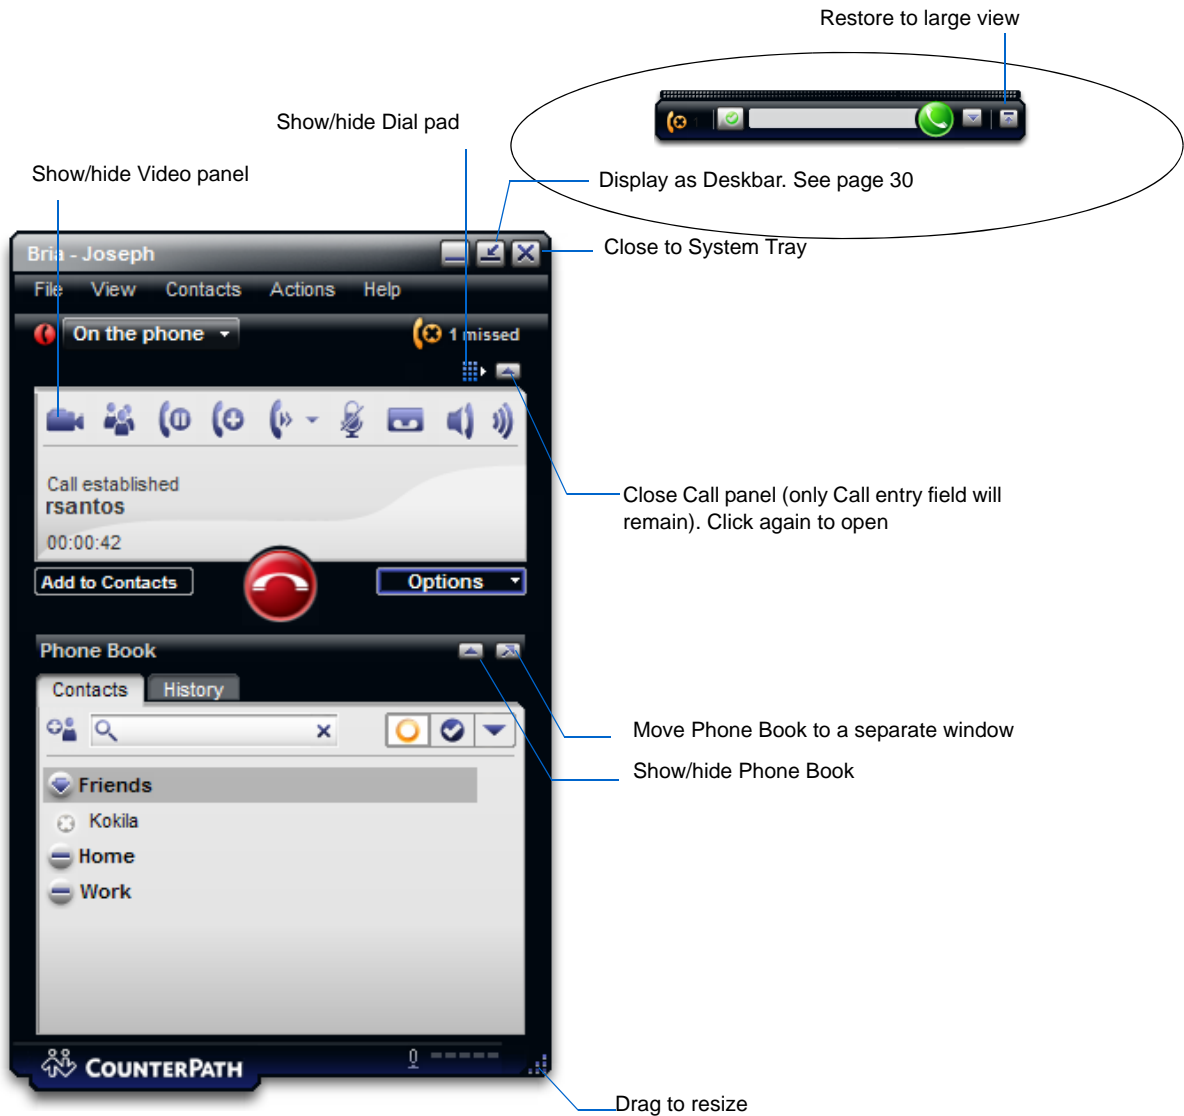 Restore to large view
Show/hide Dial pad
Show/hide Video panel
Display as Deskbar. See page 30
Bria - Joseph
Close to System Tray
File View Contacts Actions Help
On the phone
1 missed
Call established
rsantos
00:00:42
Close Call panel (only Call entry field will
remain). Click again to open
Add to Contacts
Options
Phone Book
Contacts History
Move Phone Book to a separate window
Show/hide Phone Book
Friends
Kokila
Home
Work
COUNTERPATH
Drag to resize